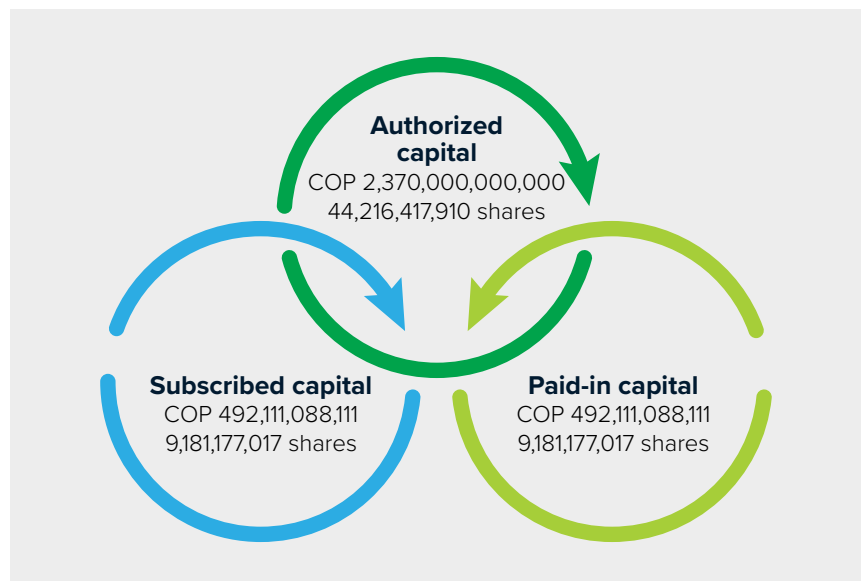 Authorized
capital
COP 2,370,000,000,000
44,216,417,910 shares
Subscribed capital
COP 492,111,088,111
9,181,177,017 shares
Paid-in capital
COP 492,111,088,111
9,181,177,017 shares